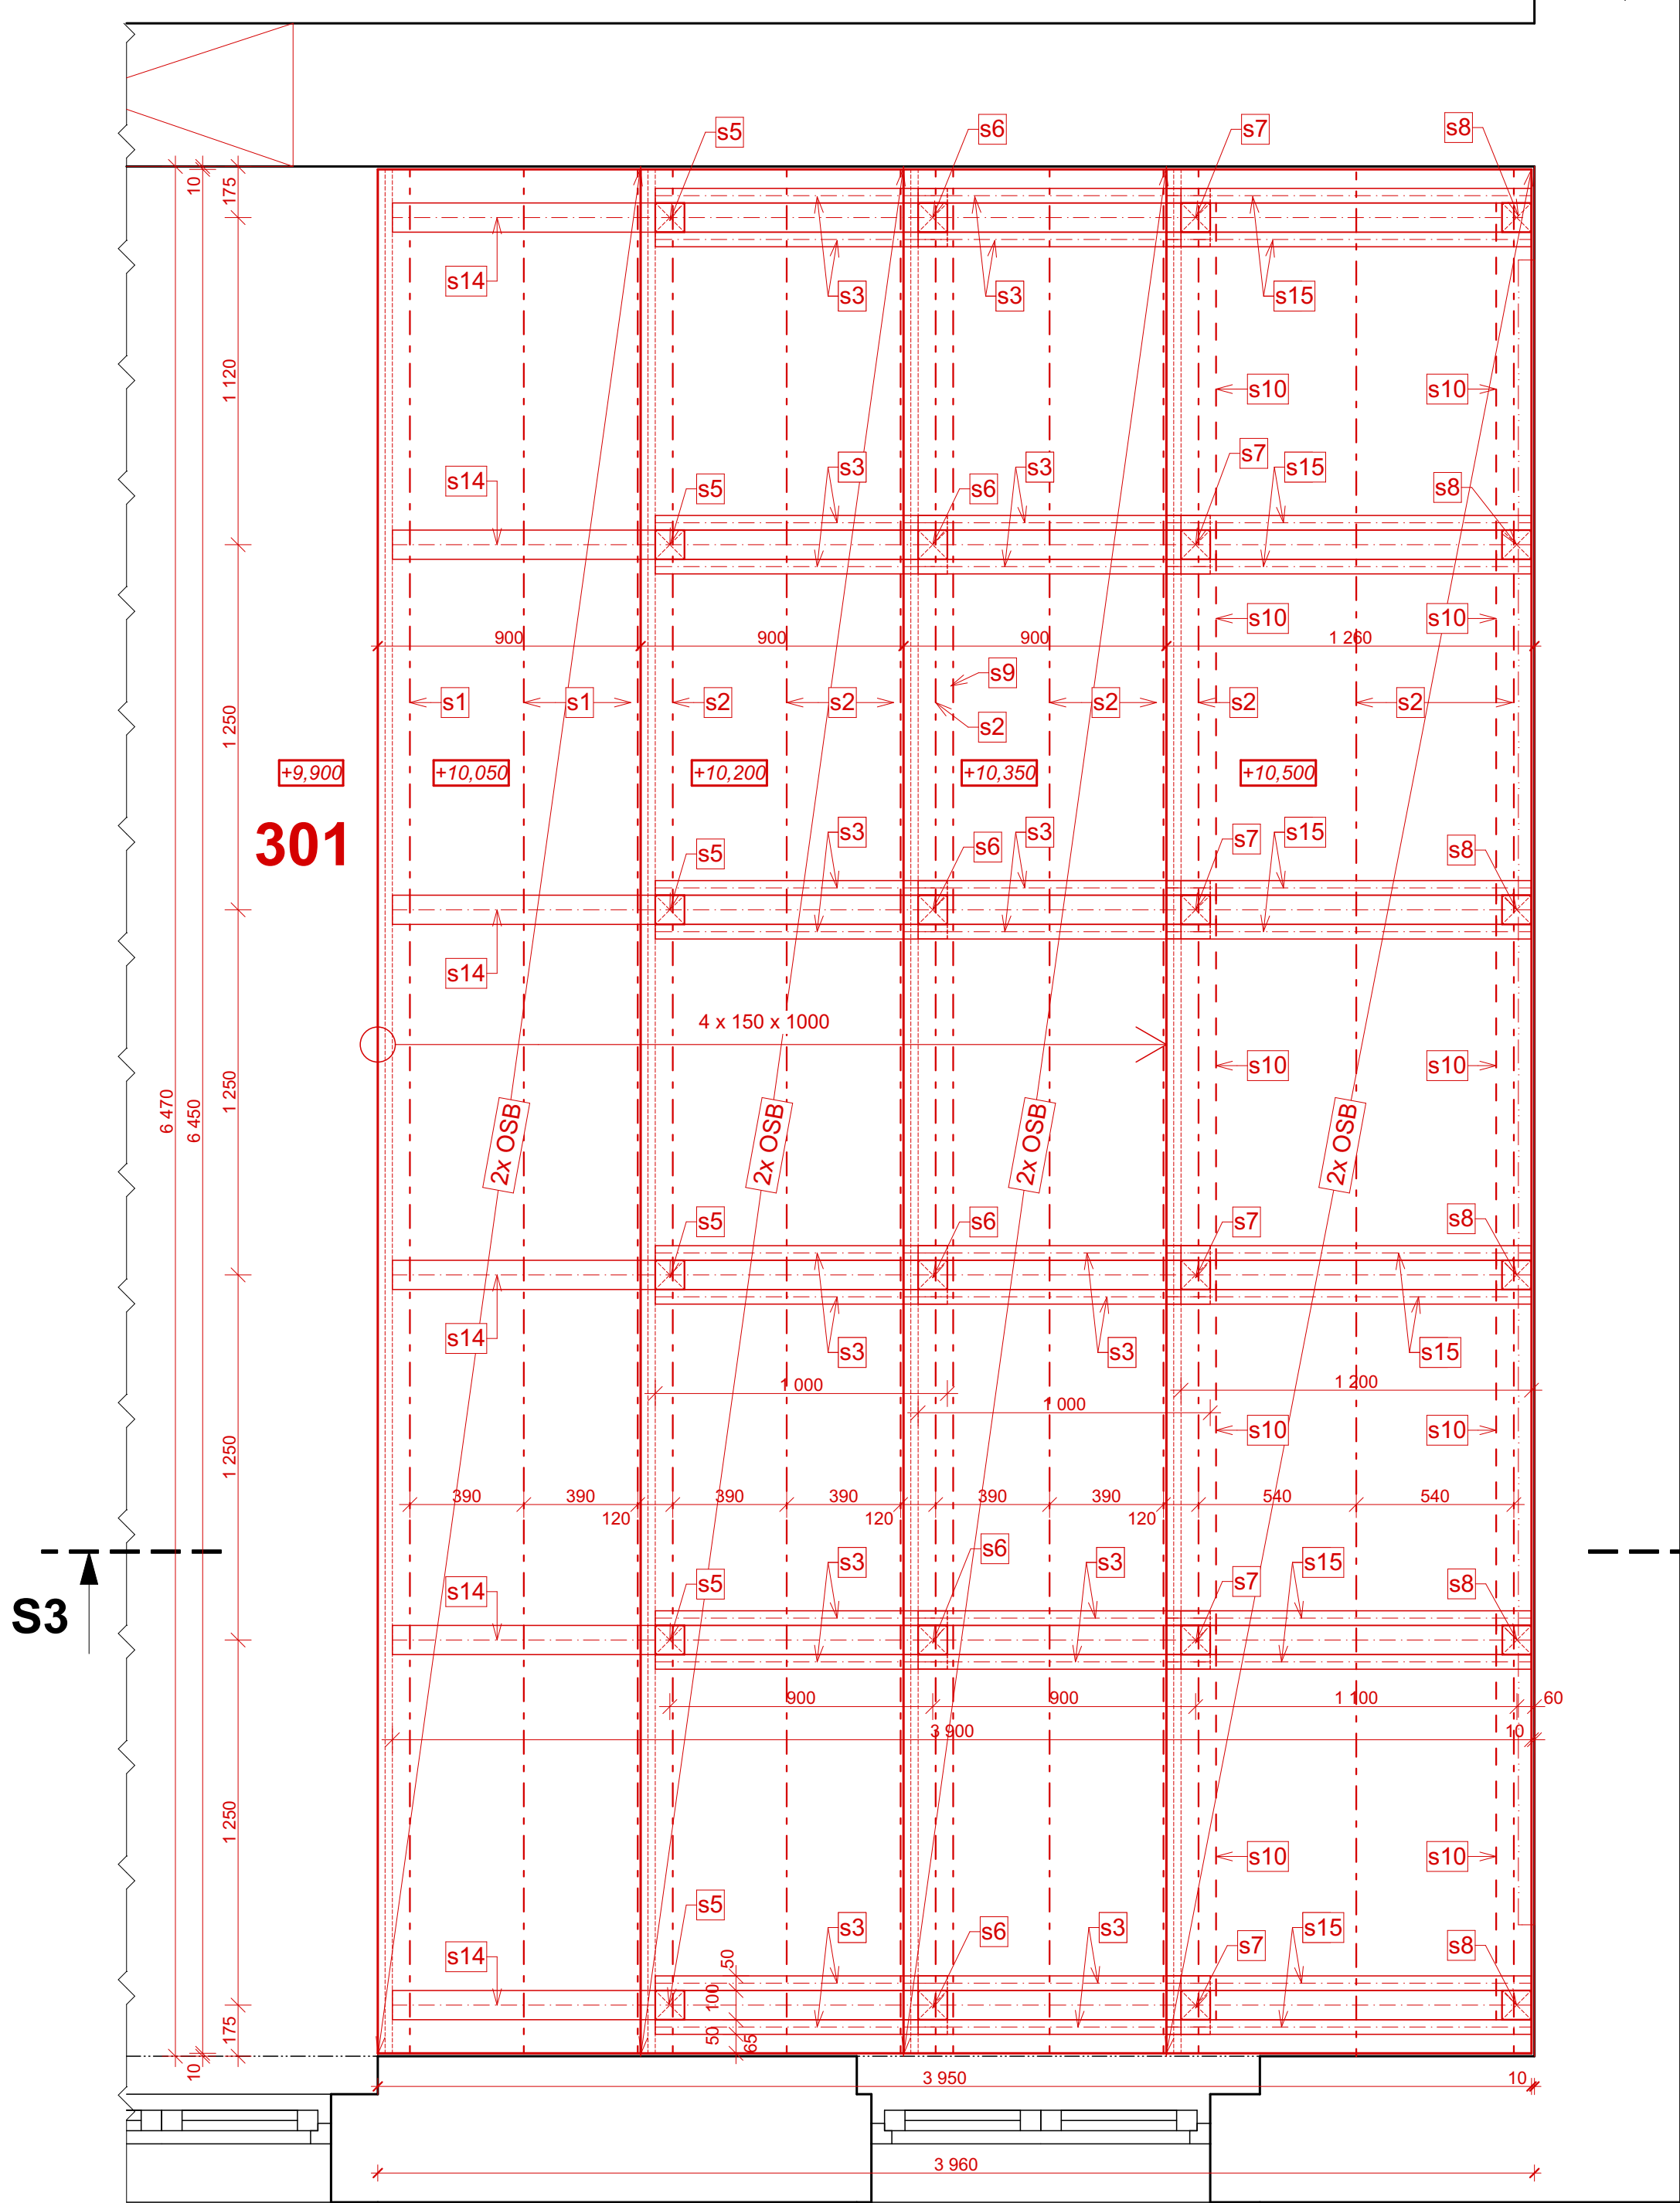 s5
s6
s7
s8
10
175
s14
s3
s3
s15
1 120
s10
s10
s14
s3
s3
s7
s15
s5
s6
s8
s10
s10
900
900
900
1 260
s9
s1
s1
s2
s2
s2
s2
s2
s2
1 250
+9,900
+10,050
+10,200
+10,350
+10,500
301
s3
s3
s7
s15
s5
s6
s8
s14
4 x 150 x 1000
s10
s10
1 250
6 470
6 450
2x OSB
2x OSB
2x OSB
2x OSB
s5
s6
s7
s8
s14
s3
s3
s15
1 000
1 200
1 000
s10
s10
1 250
390
390
390
390
390
390
540
540
120
120
120
s6
s3
s3
s15
s14
s5
s7
s8
S3
900
900
1 100
60
3 900
10
1 250
s10
s10
s5
s3
s6
s3
s15
s7
s8
s14
50
100
50
65
175
10
3 950
10
3 960